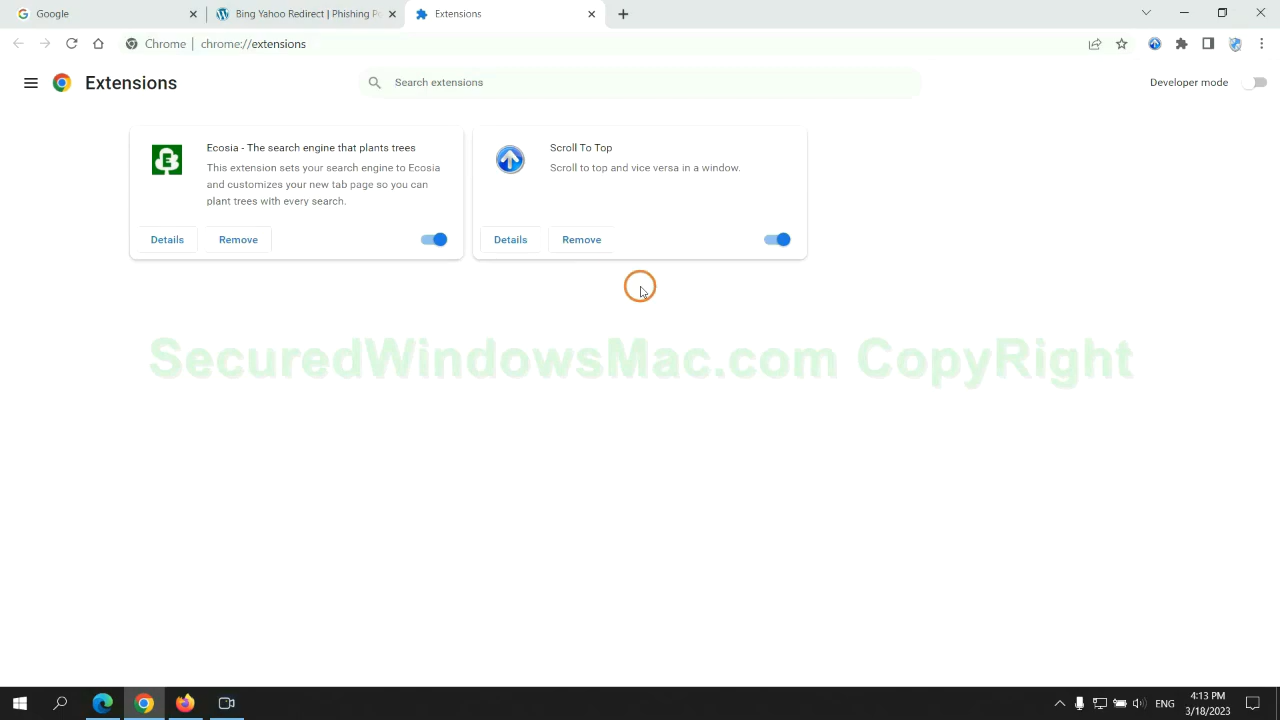 Google
Bing Yahoo Redirect | Phishing P
Extensions
Chrome
chrome://extensions
Extensions
Search extensions
Developer mode
Ecosia - The search engine that plants trees
This extension sets your search engine to Ecosia
and customizes your new tab page so you can
plant trees with every search.
Details
Remove
Scroll To Top
Scroll to top and vice versa in a window.
Details
Remove
SecuredWindowsMac.com CopyRight
ENG
4:13 PM
3/18/2023